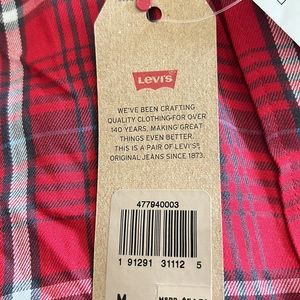 Levi's
WE'VE BEEN CRAFTING
QUALITY CLOTHING FOR OVER
140 YEARS, MAKING GREAT
THINGS EVEN BETTER.
THIS IS A PAIR OF LEVI'S®
ORIGINAL JEANS SINCE 1873.
477940003
1 91291 31112 5
M